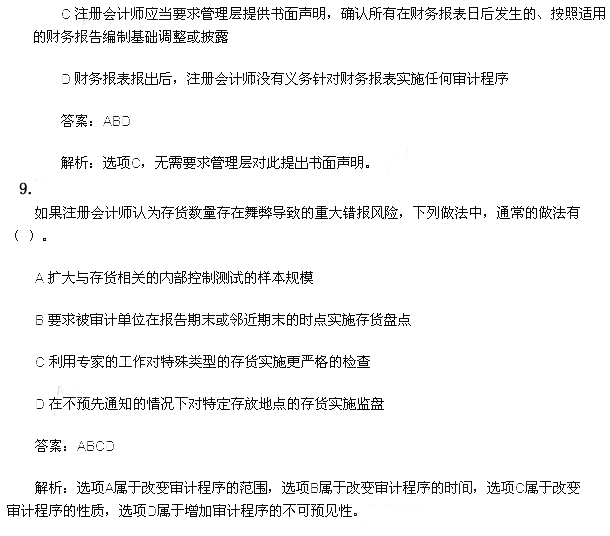 C 注册会计师应当要求管理层提供书面声明，确认所有在财务报表日后发生的、按照适用
的财务报告编制基础调整或披露
D 财务报表报出后，注册会计师没有义务针对财务报表实施任何审计程序
答案：ABD
解析：选项C，无需要求管理层对此提出书面声明。
9.
如果注册会计师认为存货数量存在舞弊导致的重大错报风险，下列做法中，通常的做法有
（ ）。
A 扩大与存货相关的内部控制测试的样本规模
B 要求被审计单位在报告期末或邻近期末的时点实施存货盘点
C 利用专家的工作对特殊类型的存货实施更严格的检查
D 在不预先通知的情况下对特定存放地点的存货实施监盘
答案：ABCD
解析：选项A属于改变审计程序的范围，选项B属于改变审计程序的时间，选项C属于改变
审计程序的性质，选项D属于增加审计程序的不可预见性。